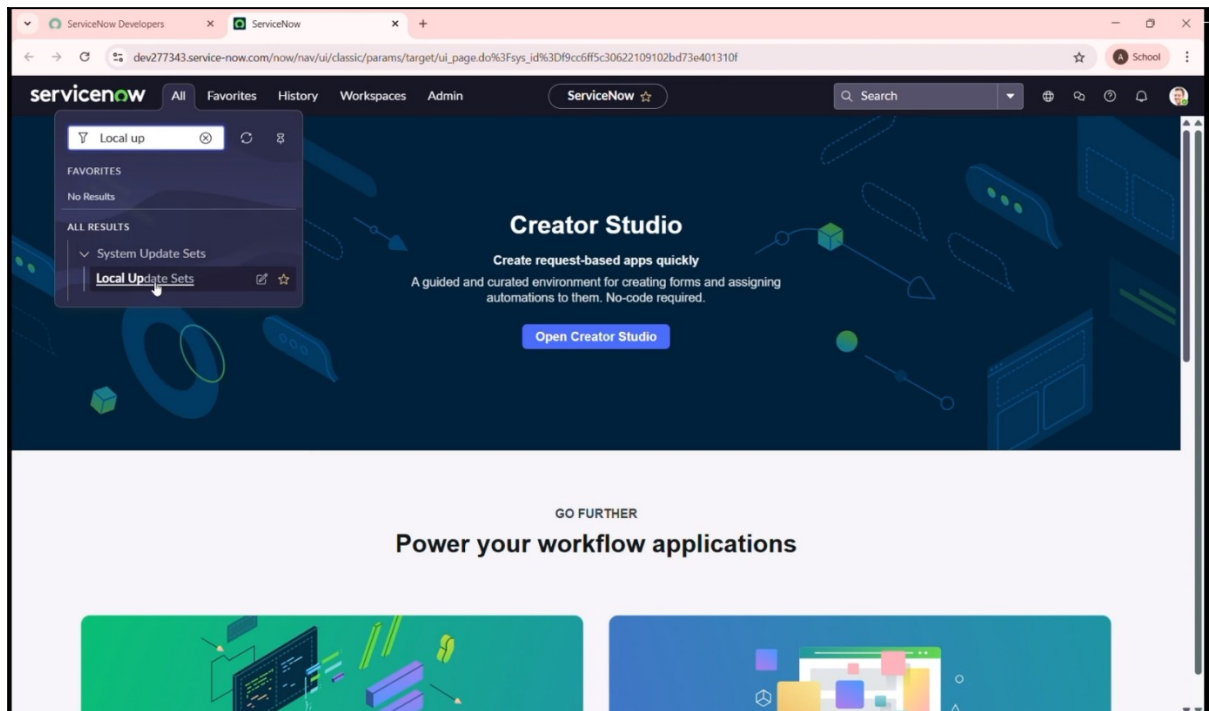 ServiceNow Developers
ServiceNow
dev277343.service-now.com/now/nav/ui/classic/params/target/ui_page.do%3Fsys_id%3Df9cc6ff5c30622109102bd73e401310f
A School
servicenow All Favorites History Workspaces Admin ServiceNow Search
Local up
FAVORITES
No Results
ALL RESULTS
System Update Sets
Local Update Sets
Creator Studio
Create request-based apps quickly
A guided and curated environment for creating forms and assigning
automations to them. No-code required.
Open Creator Studio
GO FURTHER
Power your workflow applications